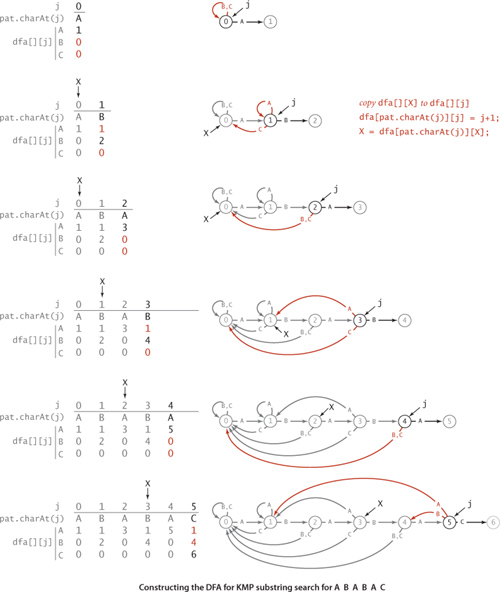 j 0
pat.charAt(j) A
A 1
dfa[][j] B 0
C 0
B,C j
0 A 1
X
j 0 1
pat.charAt(j) A B
A 1 1
dfa[][j] B 0 2
C 0 0
B,C A j
0 A 1 B 2
C
X
copy dfa[][X] to dfa[][j]
dfa[pat.charAt(j)][j] = j+1;
X = dfa[pat.charAt(j)][X];
X
j 0 1 2
pat.charAt(j) A B A
A 1 1 3
dfa[][j] B 0 2 0
C 0 0 0
B,C A j
0 A 1 B 2 A 3
C B,C
X
X
j 0 1 2 3
pat.charAt(j) A B A B
A 1 1 3 1
dfa[][j] B 0 2 0 4
C 0 0 0 0
B,C A A j
0 A 1 B 2 A 3 B 4
C X B,C C
X
j 0 1 2 3 4
pat.charAt(j) A B A B A
A 1 1 3 1 5
dfa[][j] B 0 2 0 4 0
C 0 0 0 0 0
B,C A X A j
0 A 1 B 2 A 3 B 4 A 5
C B,C C B,C
X
j 0 1 2 3 4 5
pat.charAt(j) A B A B A C
A 1 1 3 1 5 1
dfa[][j] B 0 2 0 4 0 4
C 0 0 0 0 0 6
B,C A A X A j
0 A 1 B 2 A 3 B 4 A 5 C 6
C B,C C B,C B
Constructing the DFA for KMP substring search for A B A B A C